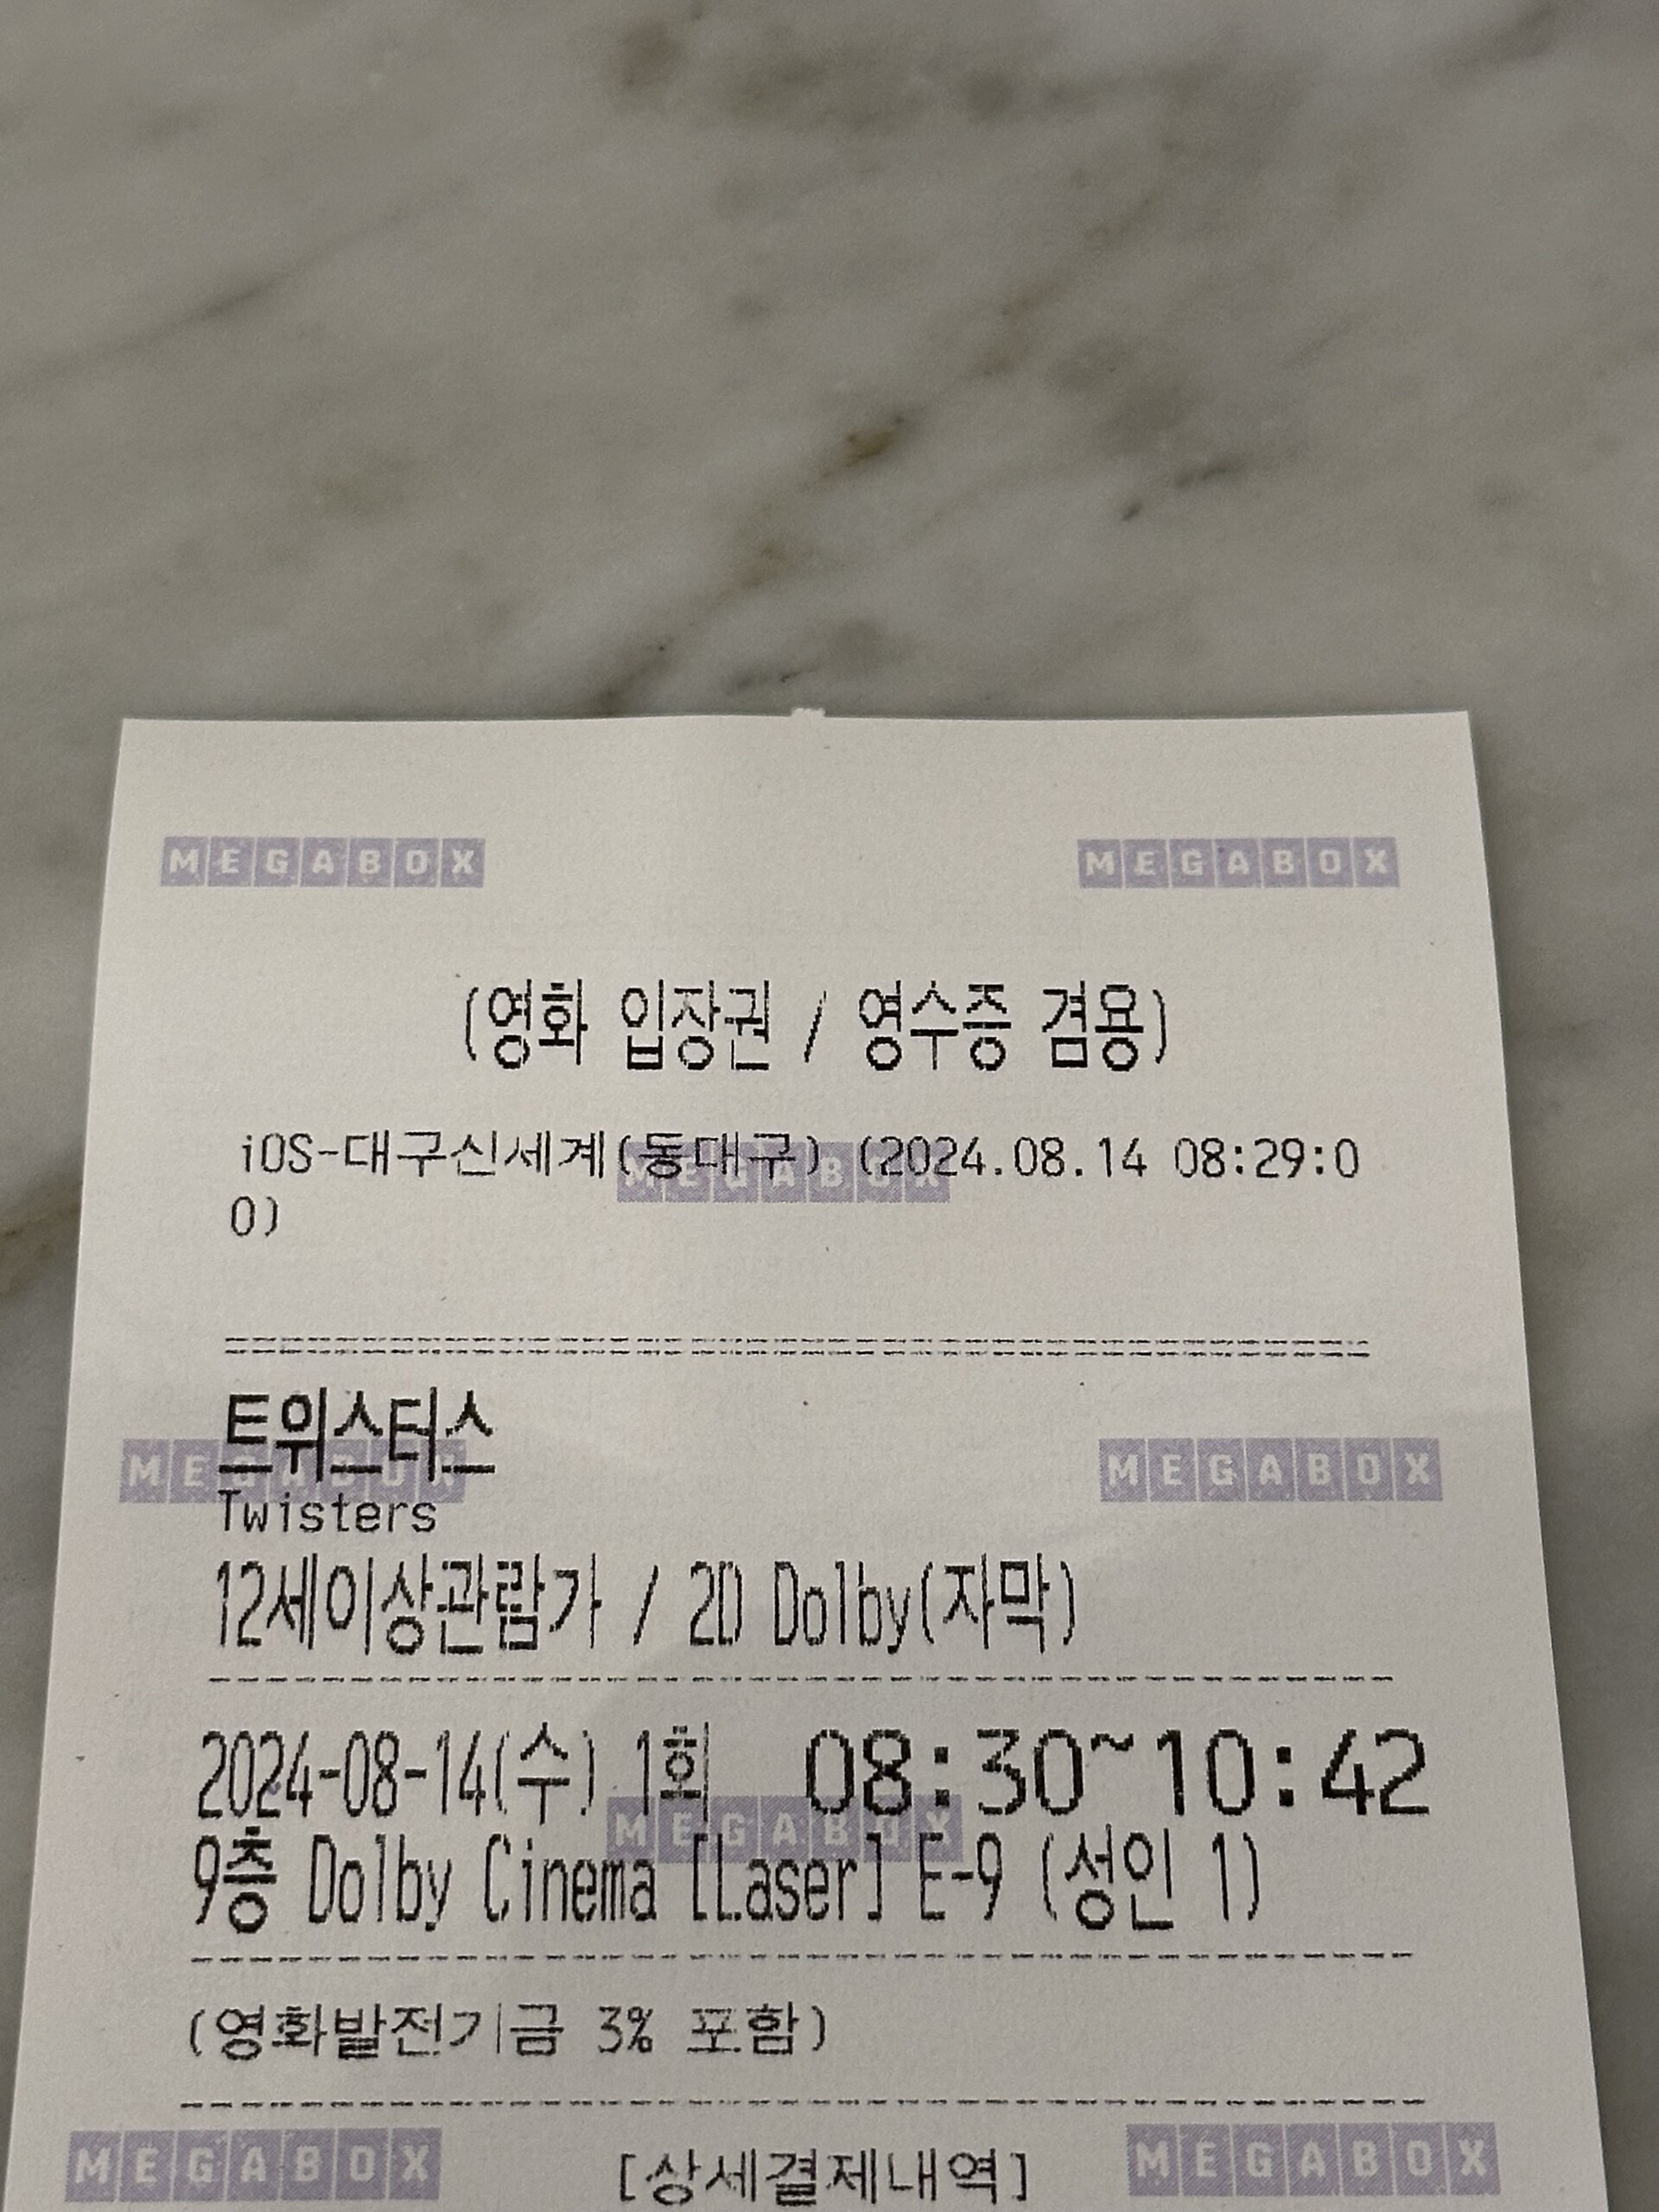 MEGABOX MEGABOX
(영화 입장권 / 영수증 겸용)
iOS-대구신세계(동대구) (2024.08.14 08:29:0
0)
MEGABOX
트위스터스
MEGABOX MEGABOX
Twisters
12세이상관람가 / 2D Dolby(자막)
2024-08-14(수) 1회 08:30~10:42
MEGABOX
9층 Dolby Cinema [Laser] E-9 (성인 1)
(영화발전기금 3% 포함)
MEGABOX MEGABOX
[상세결제내역]